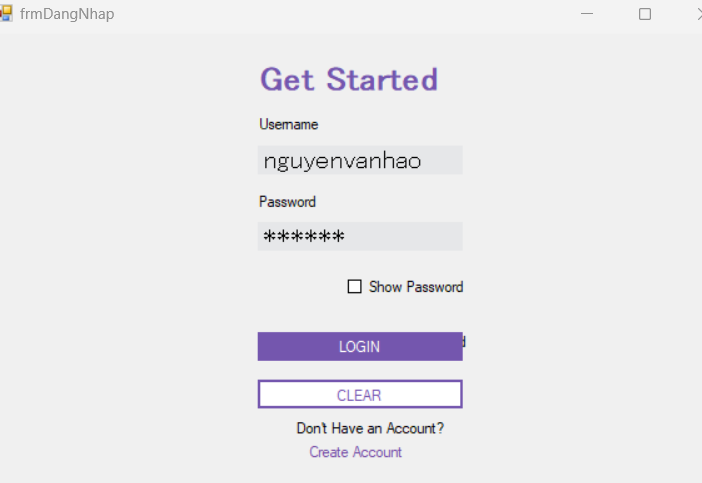 frmDangNhap
Get Started
Username
nguyenvanhao
Password
******
Show Password
LOGIN
CLEAR
Don't Have an Account?
Create Account